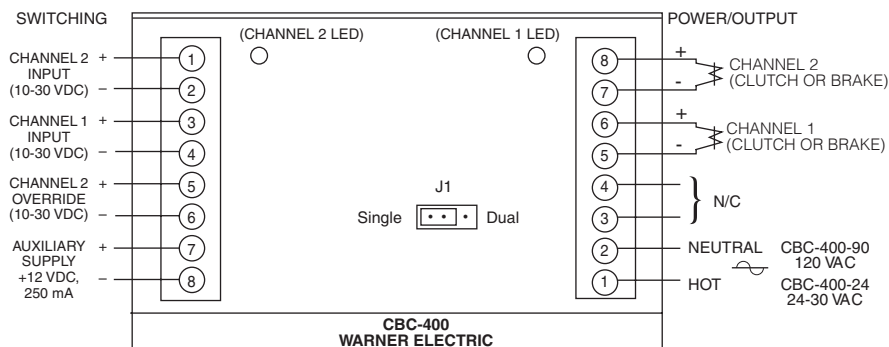 SWITCHING
POWER/OUTPUT
(CHANNEL 2 LED)
(CHANNEL 1 LED)
CHANNEL 2 +
INPUT
(10-30 VDC) –
CHANNEL 1 +
INPUT
(10-30 VDC) –
CHANNEL 2 +
OVERRIDE
(10-30 VDC) –
AUXILIARY +
SUPPLY
+12 VDC, –
250 mA
1
2
3
4
5
6
7
8
J1
Single Dual
8
7
6
5
4
3
2
1
+ CHANNEL 2
- (CLUTCH OR BRAKE)
+ CHANNEL 1
- (CLUTCH OR BRAKE)
N/C
NEUTRAL CBC-400-90
120 VAC
HOT CBC-400-24
24-30 VAC
CBC-400
WARNER ELECTRIC